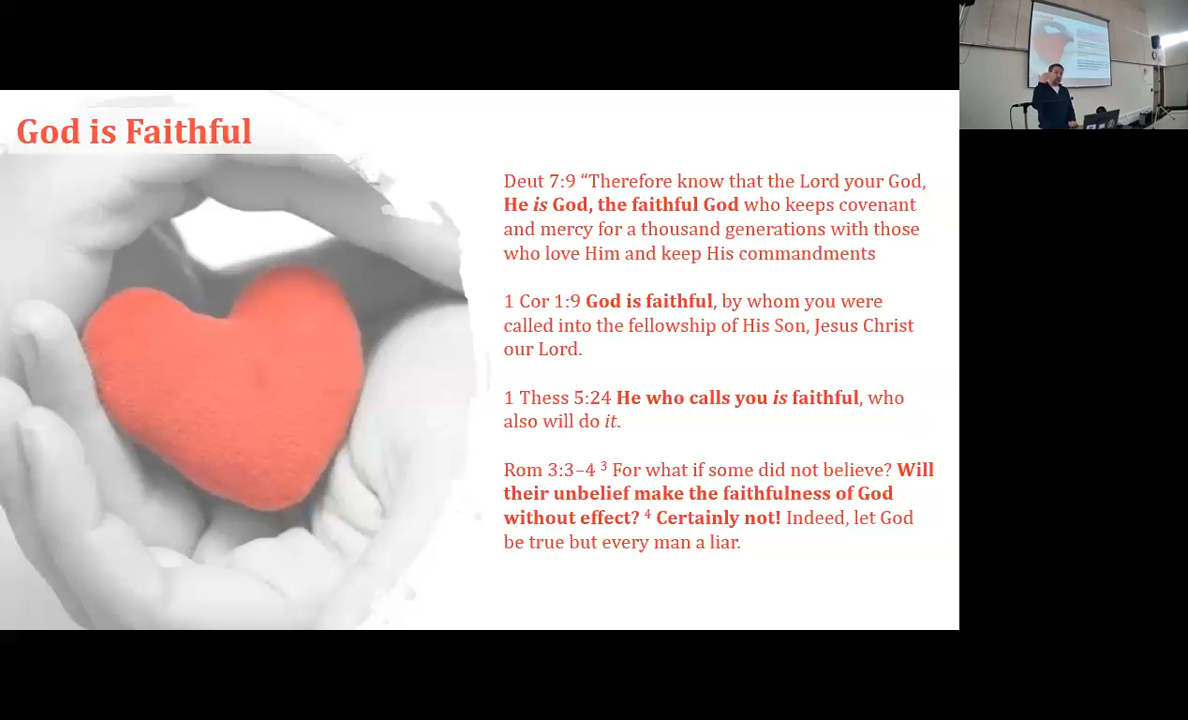 God is Faithful
Deut 7:9 “Therefore know that the Lord your God,
He is God, the faithful God who keeps covenant
and mercy for a thousand generations with those
who love Him and keep His commandments
1 Cor 1:9 God is faithful, by whom you were
called into the fellowship of His Son, Jesus Christ
our Lord.
1 Thess 5:24 He who calls you is faithful, who
also will do it.
Rom 3:3–4 ³ For what if some did not believe? Will
their unbelief make the faithfulness of God
without effect? ⁴ Certainly not! Indeed, let God
be true but every man a liar.